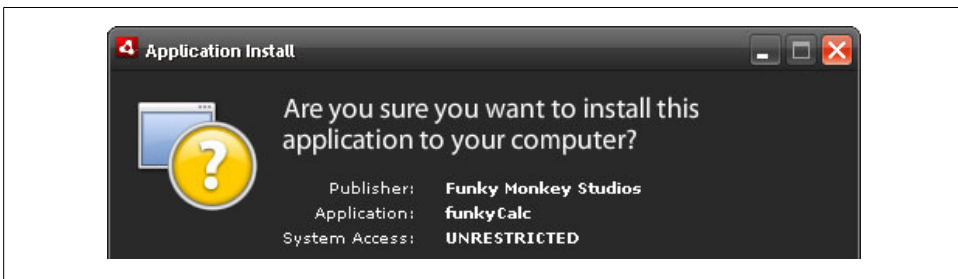 Application Install
Are you sure you want to install this
application to your computer?
Publisher: Funky Monkey Studios
Application: funkyCalc
System Access: UNRESTRICTED